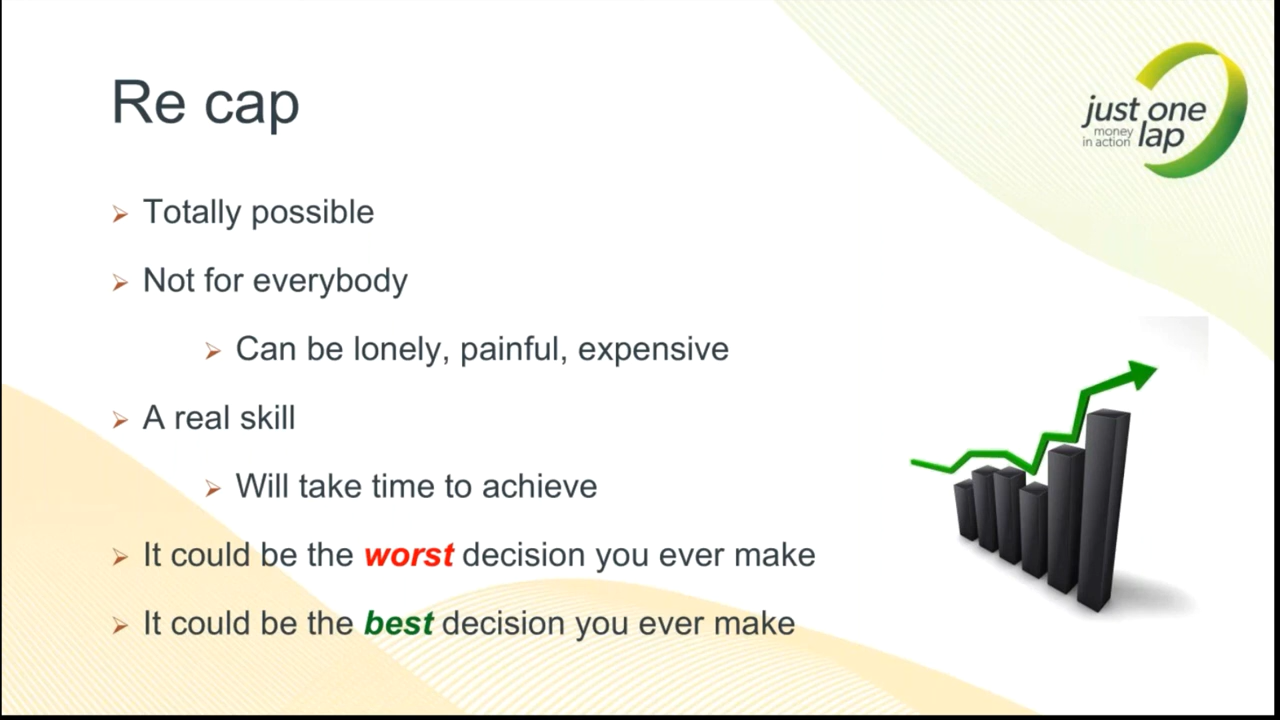 Re cap
just one
money
in action lap
Totally possible
Not for everybody
Can be lonely, painful, expensive
A real skill
Will take time to achieve
It could be the worst decision you ever make
It could be the best decision you ever make